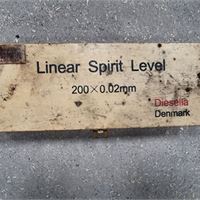 Linear Spirit Level
200×0.02mm
Diesella
Denmark